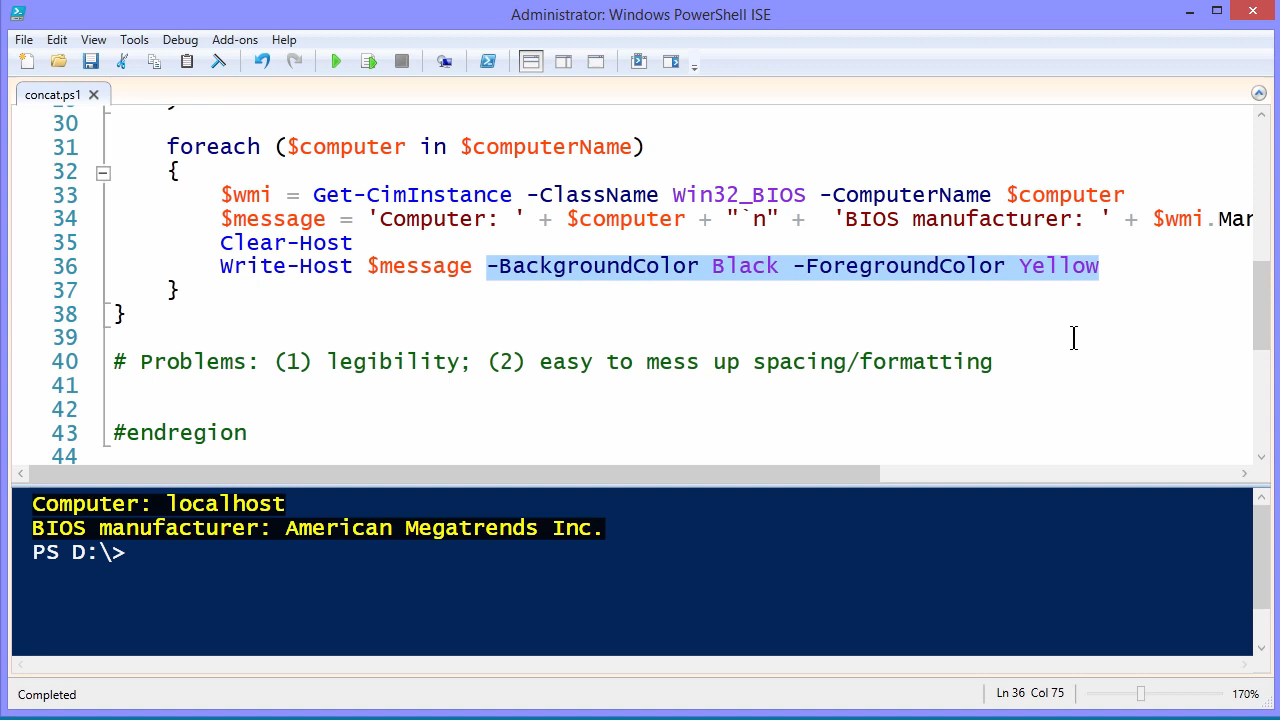 Administrator: Windows PowerShell ISE
File Edit View Tools Debug Add-ons Help
concat.ps1
30
31 foreach ($computer in $computerName)
32 {
33 $wmi = Get-CimInstance -ClassName Win32_BIOS -ComputerName $computer
34 $message = 'Computer: ' + $computer + "`n" + 'BIOS manufacturer: ' + $wmi.Man
35 Clear-Host
36 Write-Host $message -BackgroundColor Black -ForegroundColor Yellow
37 }
38 }
39
40 # Problems: (1) legibility; (2) easy to mess up spacing/formatting
41
42
43 #endregion
44
Computer: localhost
BIOS manufacturer: American Megatrends Inc.
PS D:\>
Completed Ln 36 Col 75 170%